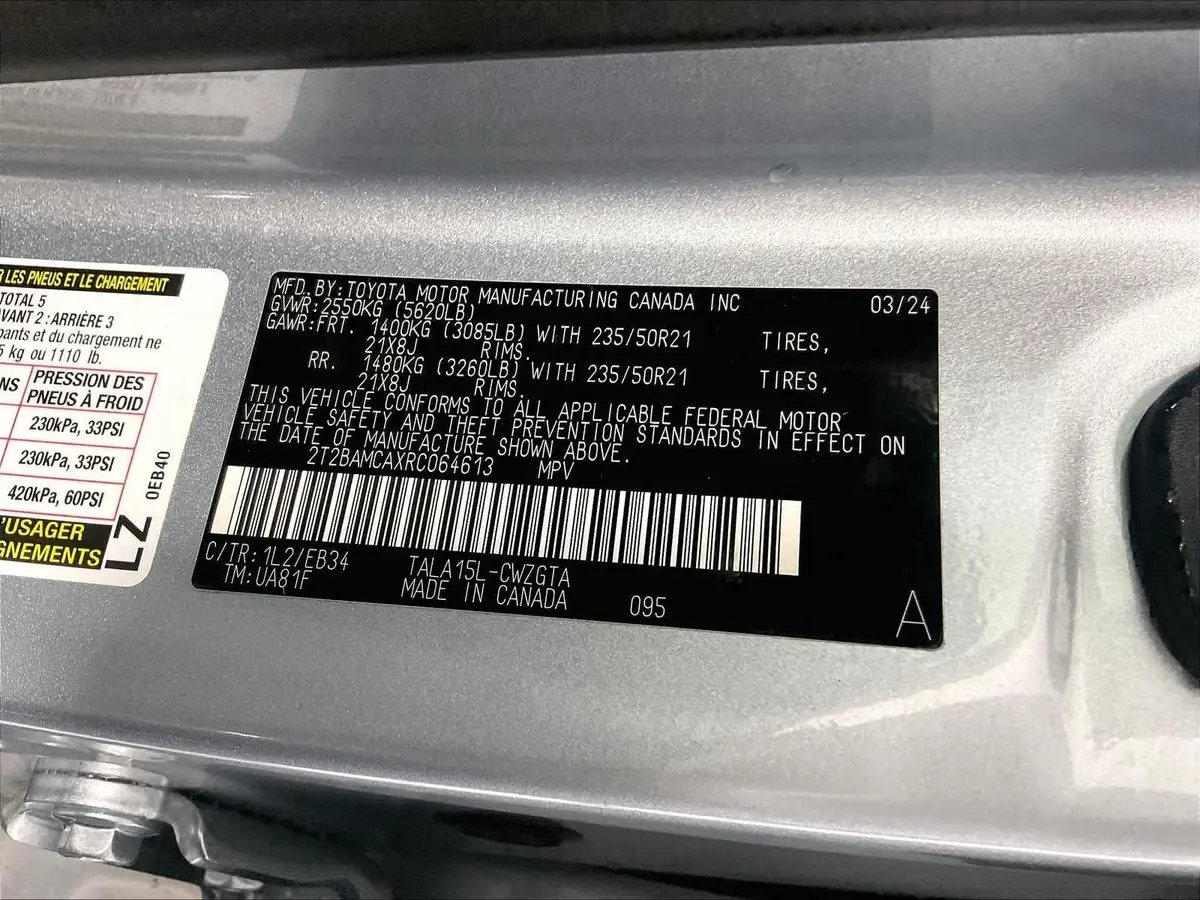 R LES PNEUS ET LE CHARGEMENT
TOTAL 5
AVANT 2 : ARRIÈRE 3
pants et du chargement ne
5 kg ou 1110 lb.
NS PRESSION DES
PNEUS À FROID
230kPa, 33PSI
230kPa, 33PSI
420kPa, 60PSI
'USAGER
GNEMENTS
LZ 0EB40
MFD. BY: TOYOTA MOTOR MANUFACTURING CANADA INC 03/24
GVWR: 2550KG (5620LB)
GAWR: FRT. 1400KG (3085LB) WITH 235/50R21 TIRES,
21X8J RIMS.
RR. 1480KG (3260LB) WITH 235/50R21 TIRES,
21X8J RIMS.
THIS VEHICLE CONFORMS TO ALL APPLICABLE FEDERAL MOTOR
VEHICLE SAFETY AND THEFT PREVENTION STANDARDS IN EFFECT ON
THE DATE OF MANUFACTURE SHOWN ABOVE.
2T2BAMCAXRC064613 MPV
C/TR: 1L2/EB34 TALA15L-CWZGTA
TM: UA81F MADE IN CANADA 095
A